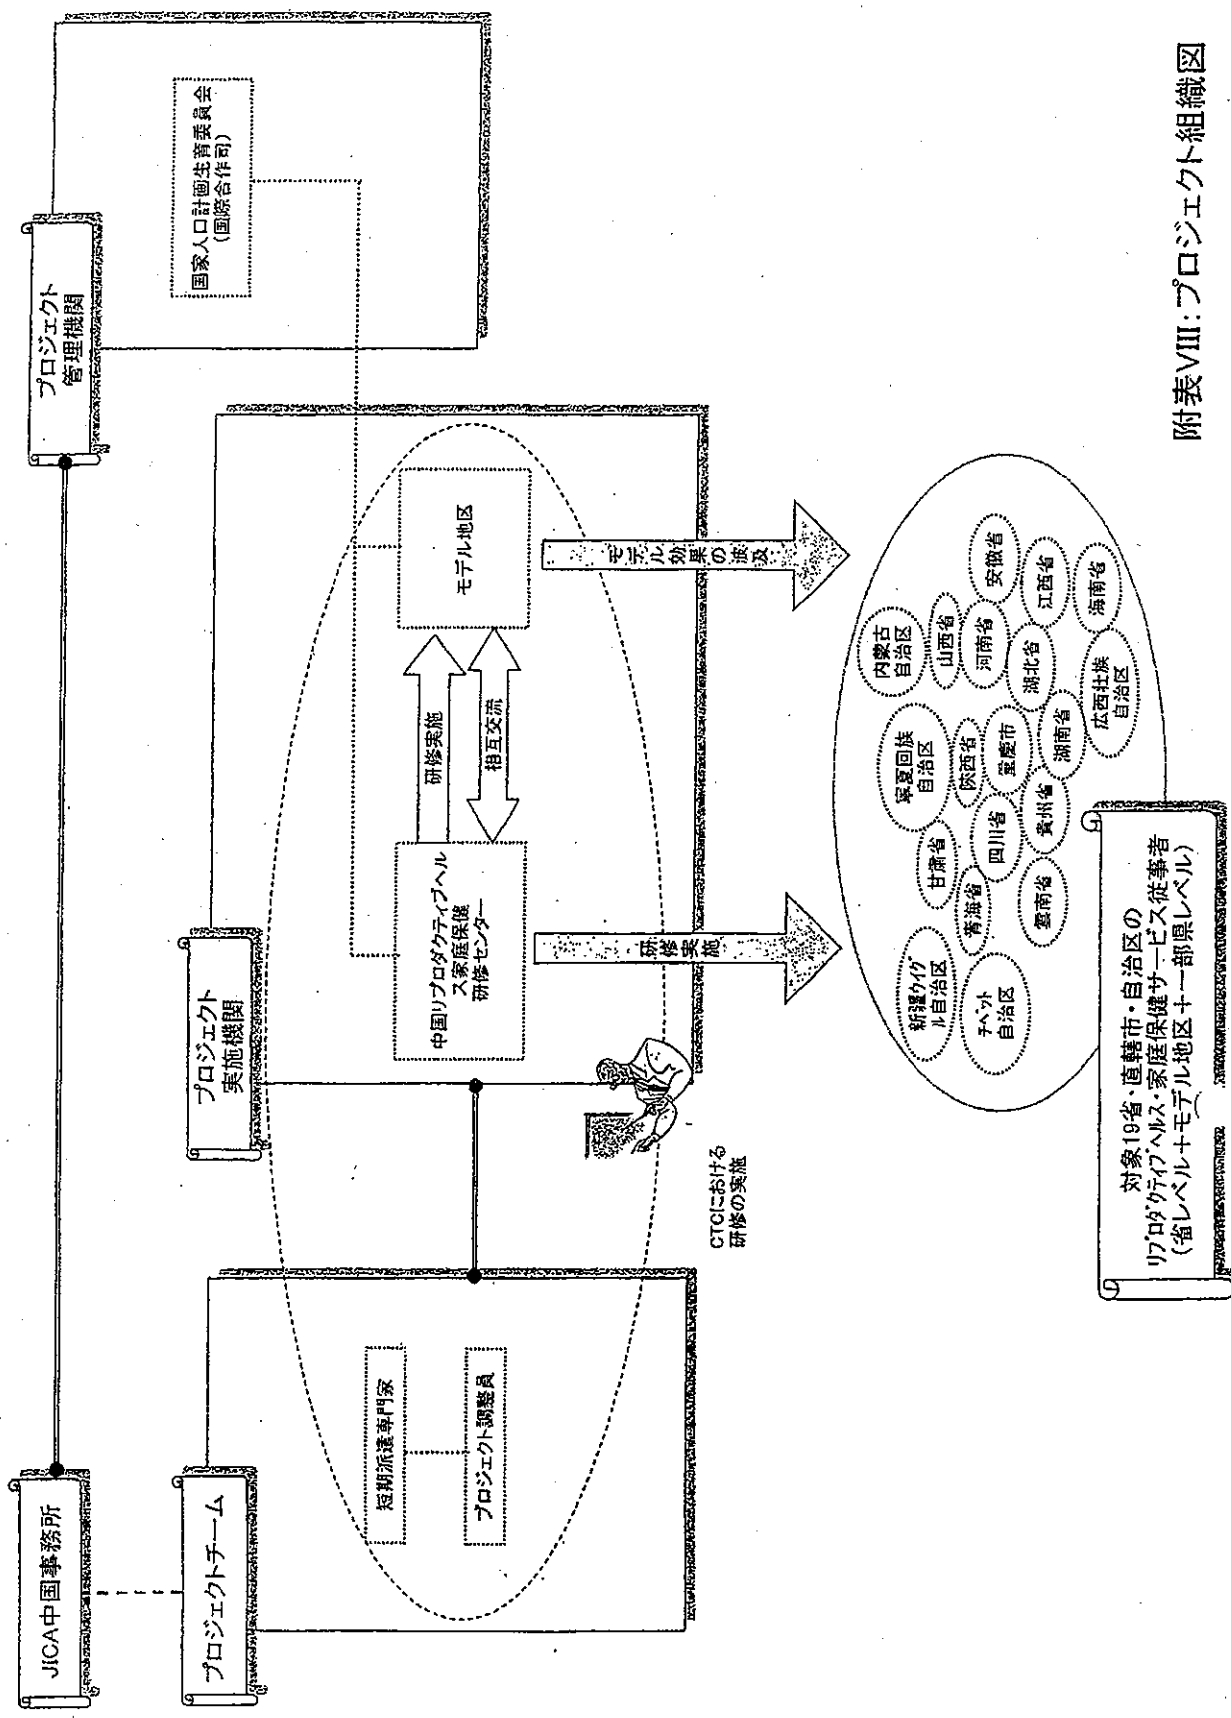 附表VIII:プロジェクト組織図
JICA中国事務所
プロジェクト
管理機関
国家人口計画生育委員会
(国際合作司)
プロジェクトチーム
短期派遣専門家
プロジェクト調整員
プロジェクト
実施機関
中国リプロダクティブヘル
ス家庭保健
研修センター
研修実施
相互交流
モデル地区
CTCにおける
研修の実施
研修実施
モデル効果の波及
新疆ウイグ
ル自治区
チベット
自治区
甘粛省
青海省
雲南省
寧夏回族
自治区
陝西省
四川省
重慶市
貴州省
湖南省
内蒙古
自治区
山西省
河南省
湖北省
広西壮族
自治区
安徽省
江西省
海南省
対象19省・直轄市・自治区の
リプロダクティブヘルス・家庭保健サービス従事者
(省レベル+モデル地区+一部県レベル)